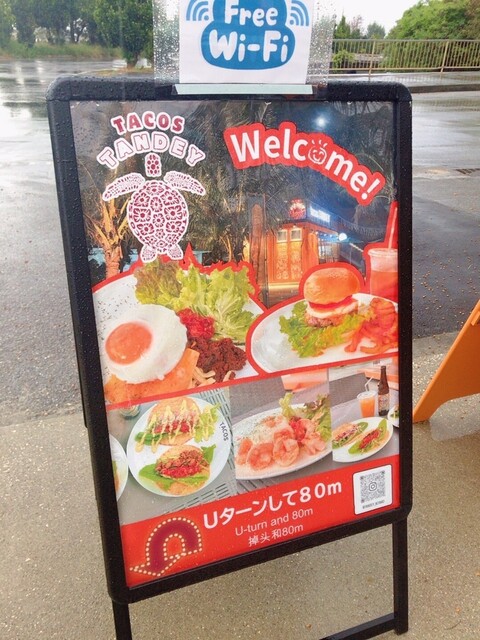 Free
Wi-Fi
TACOS
TANDEY
Welcome!
TACOS
Uターンして80m
U-turn and 80m
掉头和80m